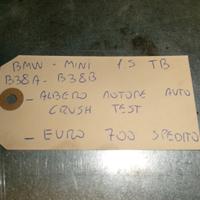 BMW - MINI 1.5 TB
B38A - B38B
- ALBERO MOTORE AUTO
CRUSH TEST
- EURO 700 SPEDITO